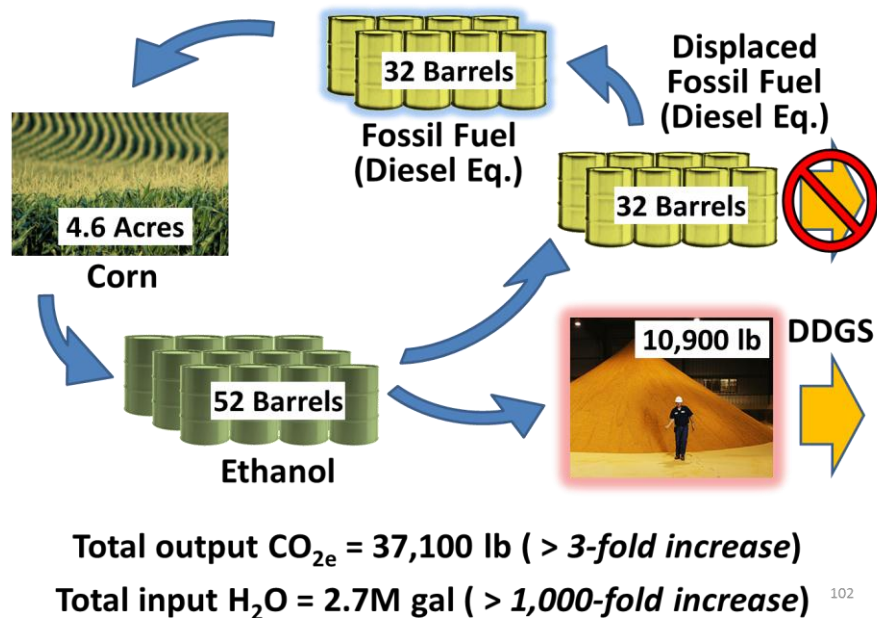 32 Barrels
Fossil Fuel
(Diesel Eq.)
Displaced
Fossil Fuel
(Diesel Eq.)
32 Barrels
4.6 Acres
Corn
52 Barrels
Ethanol
10,900 lb
DDGS
Total output CO₂ₑ = 37,100 lb ( > 3-fold increase)
Total input H₂O = 2.7M gal ( > 1,000-fold increase)
102